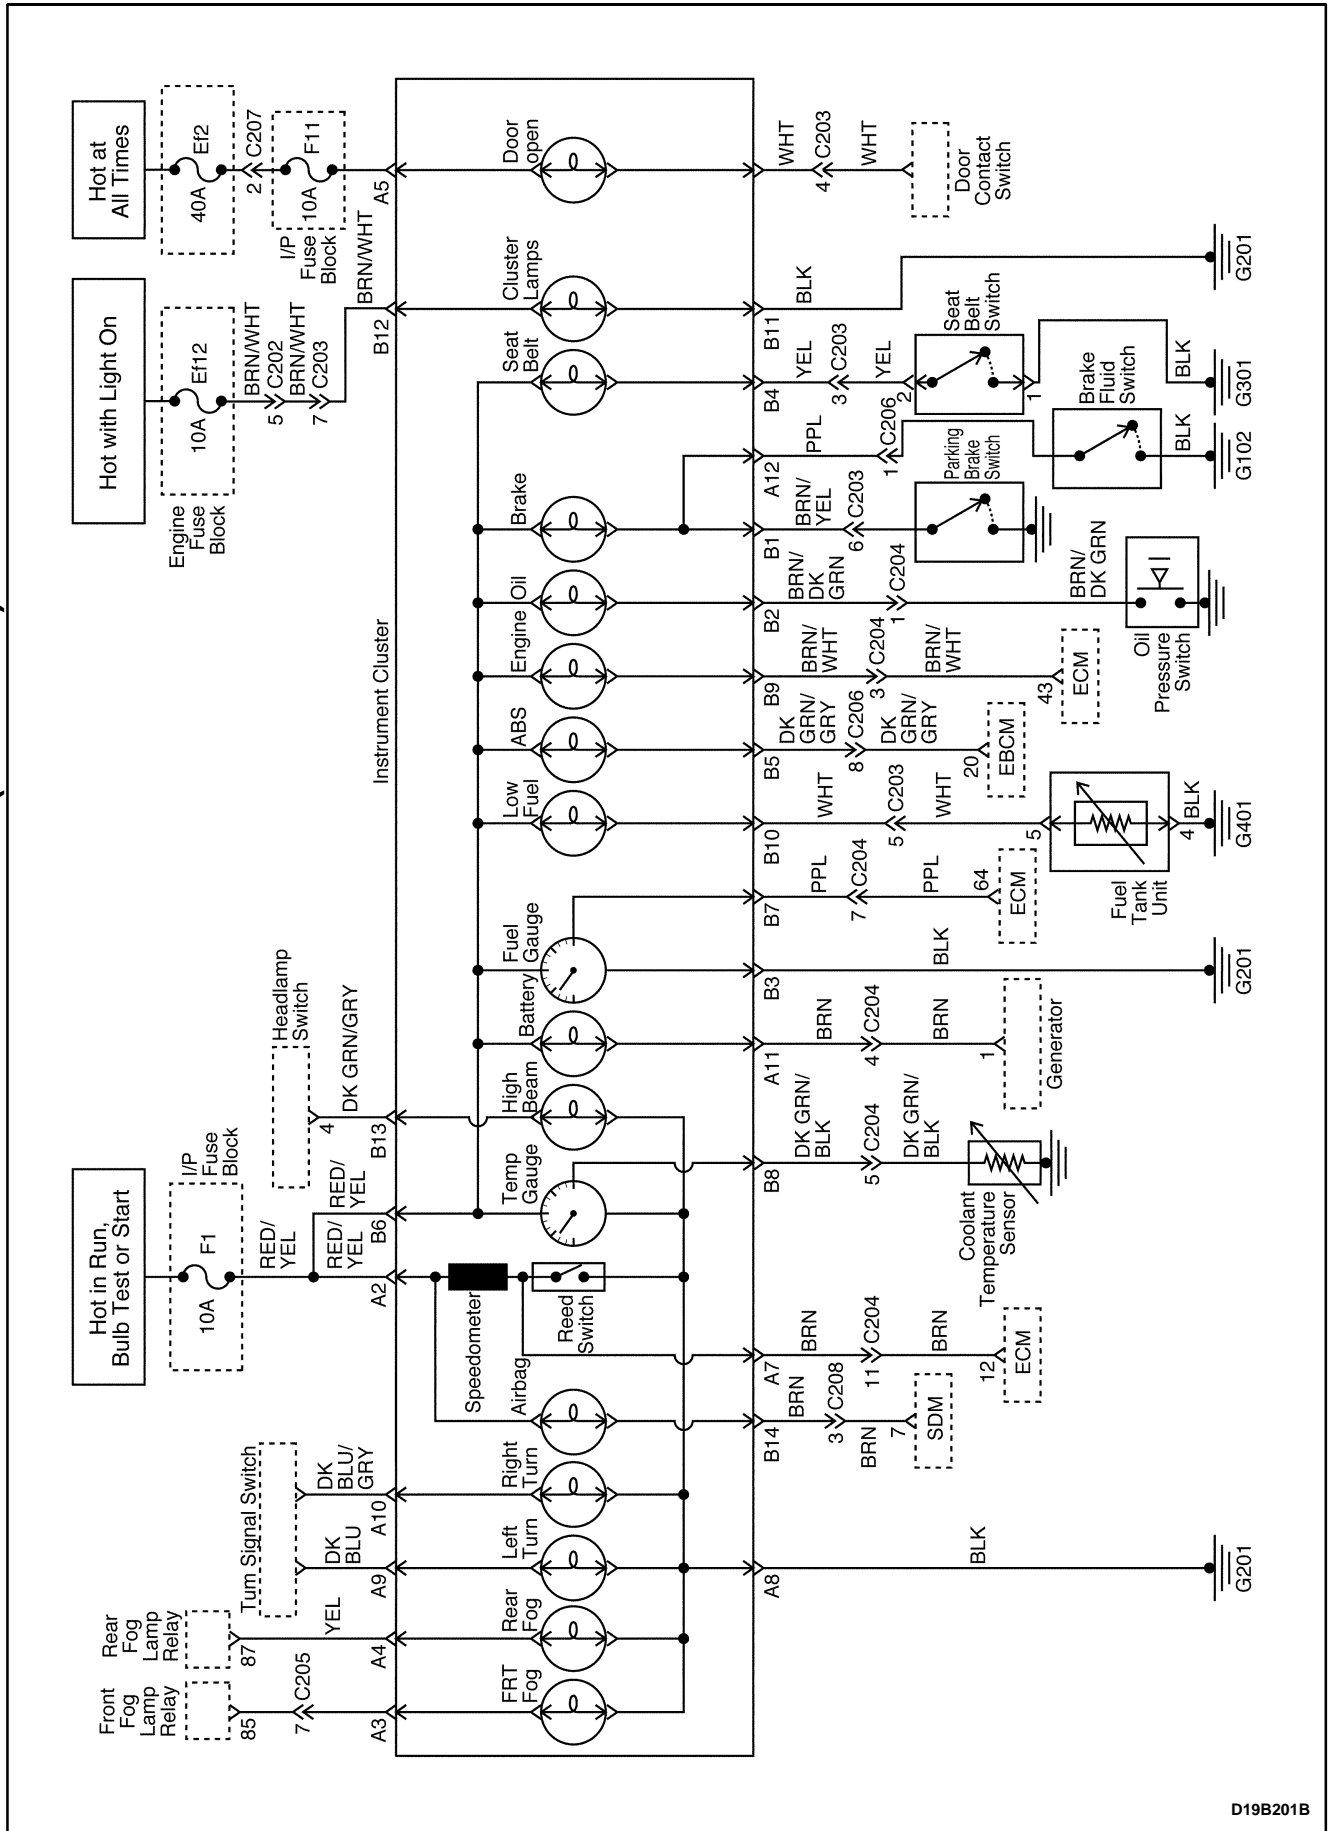 Hot in Run,
Bulb Test or Start
Hot with Light On
Hot at
All Times
Front
Fog
Lamp
Relay
85
7
C205
A3
Rear
Fog
Lamp
Relay
87
YEL
A4
Turn Signal Switch
DK
BLU
A9
DK
BLU/
GRY
A10
10A
F1
I/P
Fuse
Block
RED/
YEL
RED/
YEL
RED/
YEL
A2
B6
Headlamp
Switch
4
DK GRN/GRY
B13
Engine
Fuse
Block
10A
Ef12
BRN/WHT
5
C202
BRN/WHT
7
C203
BRN/WHT
B12
40A
Ef2
2
C207
10A
F11
I/P
Fuse
Block
A5
Instrument Cluster
FRT
Fog
Rear
Fog
Left
Turn
Right
Turn
Airbag
Speedometer
Reed
Switch
Temp
Gauge
High
Beam
Battery
Fuel
Gauge
Low
Fuel
ABS
Engine
Oil
Brake
Seat
Belt
Cluster
Lamps
Door
open
A8
BLK
G201
B14
BRN
3
C208
BRN
7
SDM
A7
BRN
11
C204
BRN
12
ECM
B8
DK GRN/
BLK
5
C204
DK GRN/
BLK
Coolant
Temperature
Sensor
A11
BRN
4
C204
BRN
1
Generator
B3
BLK
G201
B7
PPL
7
C204
PPL
64
ECM
B10
WHT
5
C203
WHT
5
Fuel
Tank
Unit
4
BLK
G401
B5
DK
GRN/
GRY
8
C206
DK
GRN/
GRY
20
EBCM
B9
BRN/
WHT
3
C204
BRN/
WHT
43
ECM
B2
BRN/
DK
GRN
1
C204
BRN/
DK GRN
Oil
Pressure
Switch
B1
BRN/
YEL
6
C203
Parking
Brake
Switch
A12
PPL
1
C206
Brake
Fluid
Switch
BLK
G102
B4
YEL
3
C203
YEL
2
Seat
Belt
Switch
1
BLK
G301
B11
BLK
G201
WHT
4
C203
WHT
Door
Contact
Switch
D19B201B